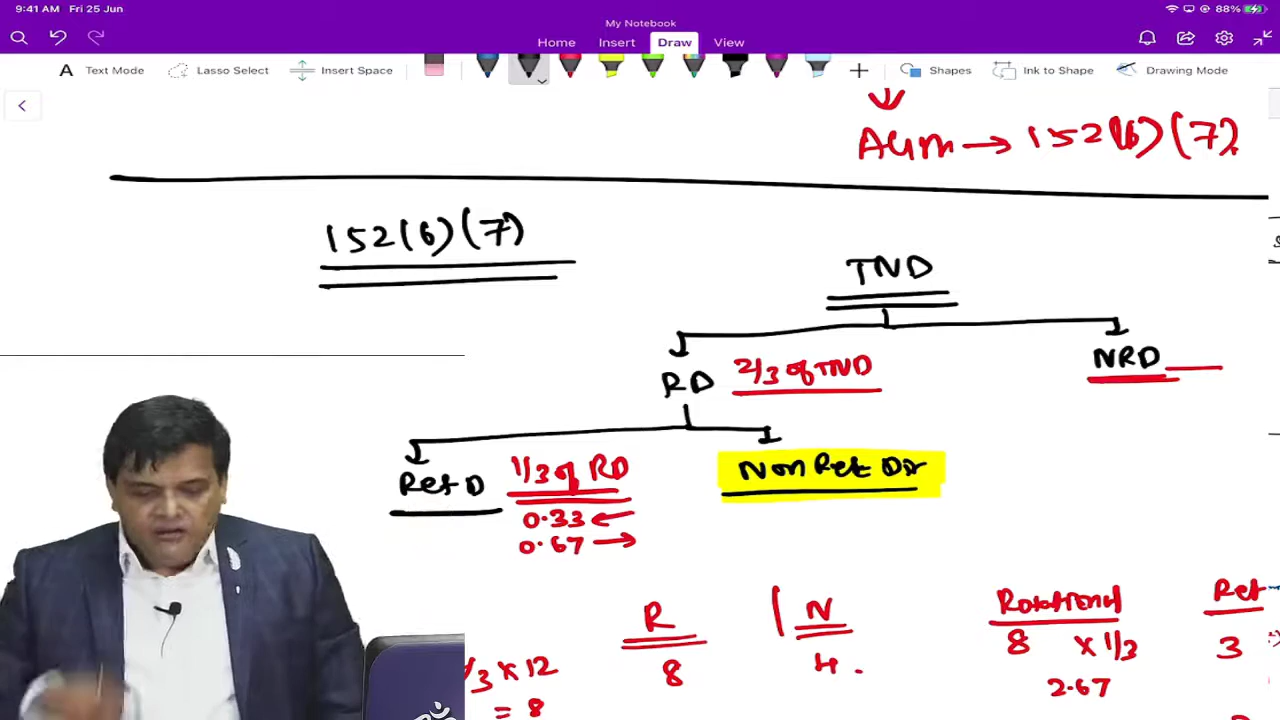 9:41 AM Fri 25 Jun
88%
My Notebook
Home Insert Draw View
A Text Mode Lasso Select Insert Space Shapes Ink to Shape Drawing Mode
AGM → 152(6)(7)
152(6)(7)
TND
RD 2/3 of TND
NRD
Ret D 1/3 of RD
Non Ret Dir
0.33 ←
0.67 →
R | N
Rotational
Ret
/3 x 12
8
4.
8 x 1/3
3
= 8
2.67
ॐ